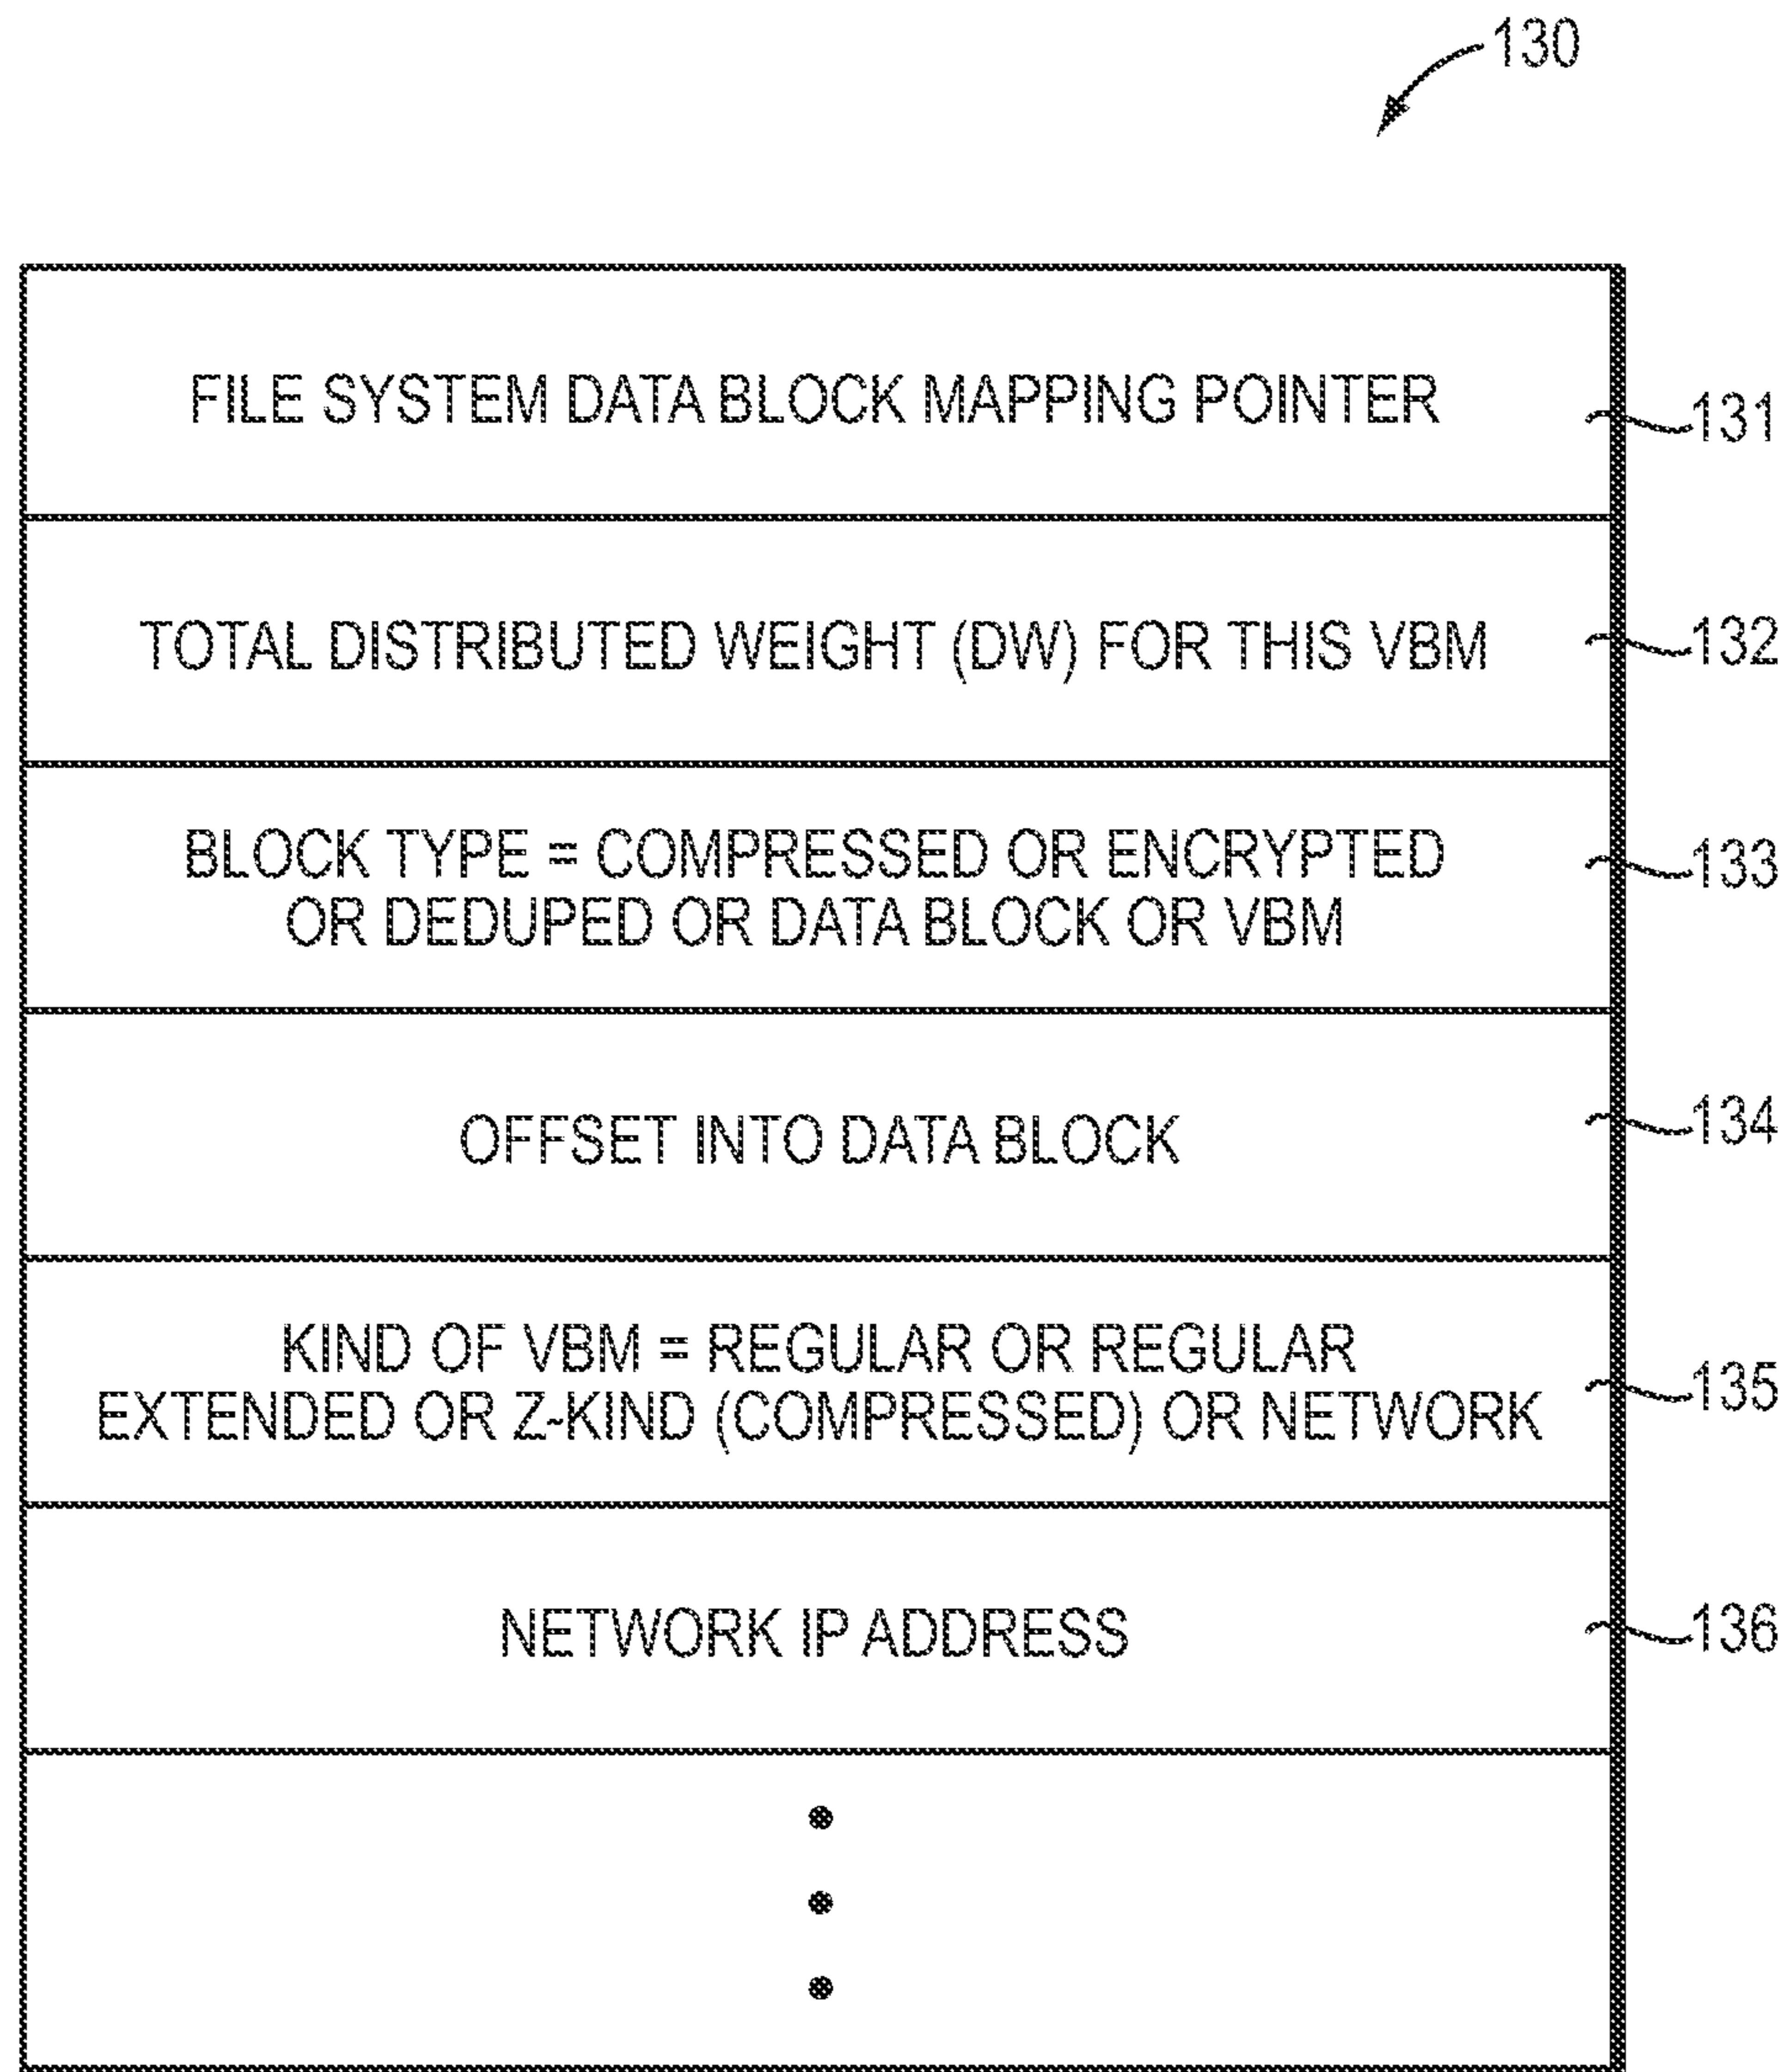 130
FILE SYSTEM DATA BLOCK MAPPING POINTER
131
TOTAL DISTRIBUTED WEIGHT (DW) FOR THIS VBM
132
BLOCK TYPE = COMPRESSED OR ENCRYPTED
OR DEDUPED OR DATA BLOCK OR VBM
133
OFFSET INTO DATA BLOCK
134
KIND OF VBM = REGULAR OR REGULAR
EXTENDED OR Z-KIND (COMPRESSED) OR NETWORK
135
NETWORK IP ADDRESS
136